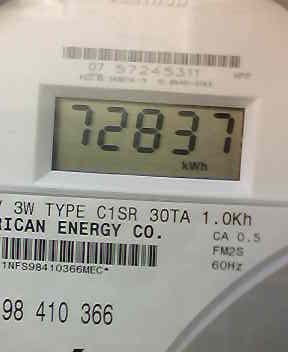 07 57245311
72837
kWh
3W TYPE C1SR 30TA 1.0Kh
RICAN ENERGY CO.
CA 0.5
FM2S
60Hz
1NFS98410366MEC*
98 410 366